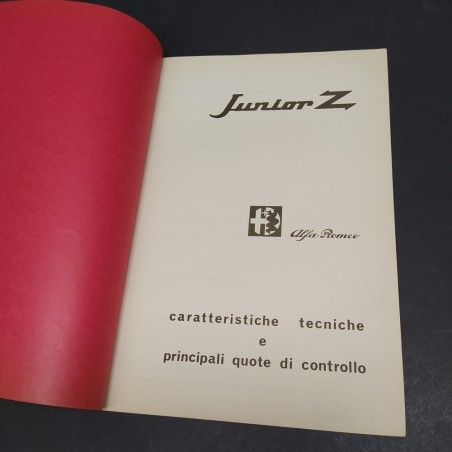 Junior Z
Alfa-Romeo
caratteristiche tecniche
e
principali quote di controllo